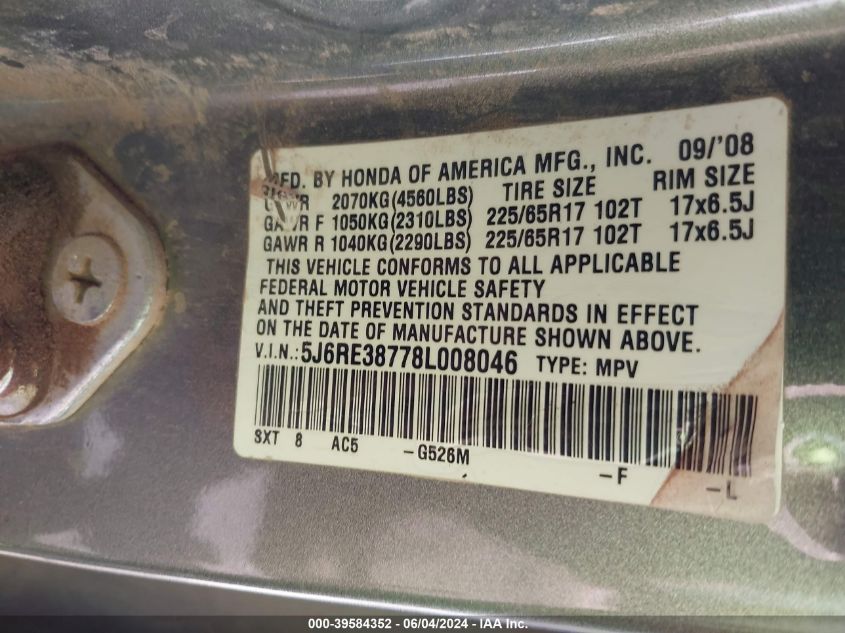 MFD. BY HONDA OF AMERICA MFG., INC. 09/'08
2070KG(4560LBS) TIRE SIZE RIM SIZE
GAWR F 1050KG(2310LBS) 225/65R17 102T 17x6.5J
GAWR R 1040KG(2290LBS) 225/65R17 102T 17x6.5J
THIS VEHICLE CONFORMS TO ALL APPLICABLE
FEDERAL MOTOR VEHICLE SAFETY
AND THEFT PREVENTION STANDARDS IN EFFECT
ON THE DATE OF MANUFACTURE SHOWN ABOVE.
V.I.N.:5J6RE38778L008046 TYPE: MPV
SXT 8 AC5 -G526M -F -L
000-39584352 - 06/04/2024 - IAA Inc.